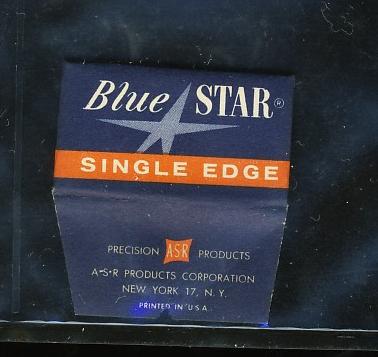 Blue STAR®
SINGLE EDGE
PRECISION ASR PRODUCTS
A•S•R PRODUCTS CORPORATION
NEW YORK 17, N. Y.
PRINTED IN U.S.A.